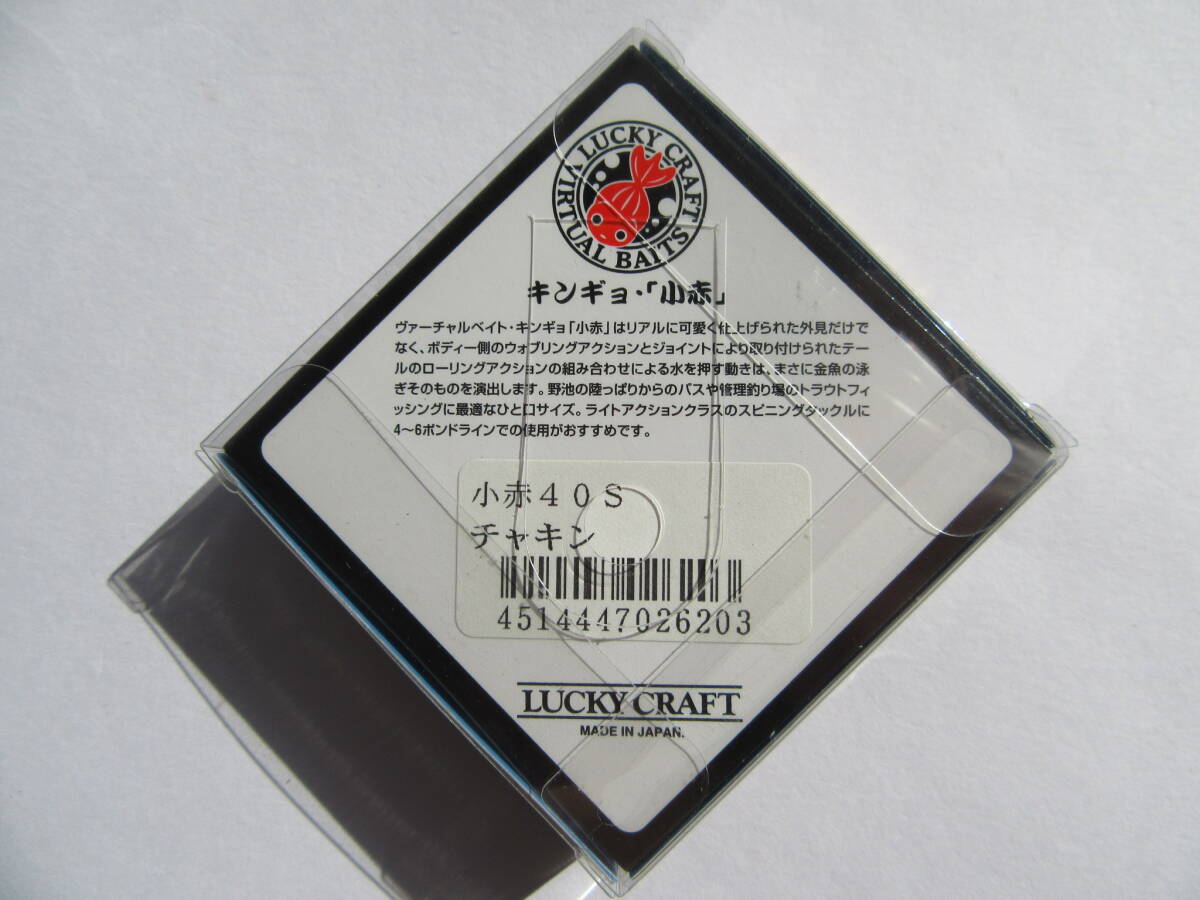 LUCKY CRAFT
VIRTUAL BAITS
キンギョ・「小赤」
ヴァーチャルベイト・キンギョ「小赤」はリアルに可愛く仕上げられた外見だけで
なく、ボディー側のウォブリングアクションとジョイントにより取り付けられたテー
ルのローリングアクションの組み合わせによる水を押す動きは、まさに金魚の泳
ぎそのものを演出します。野池の陸っぱりからのバスや管理釣り場のトラウトフィ
ッシングに最適なひと口サイズ。ライトアクションクラスのスピニングタックルに
4〜6ポンドラインでの使用がおすすめです。
小赤40S
チャキン
4514447026203
LUCKY CRAFT
MADE IN JAPAN.